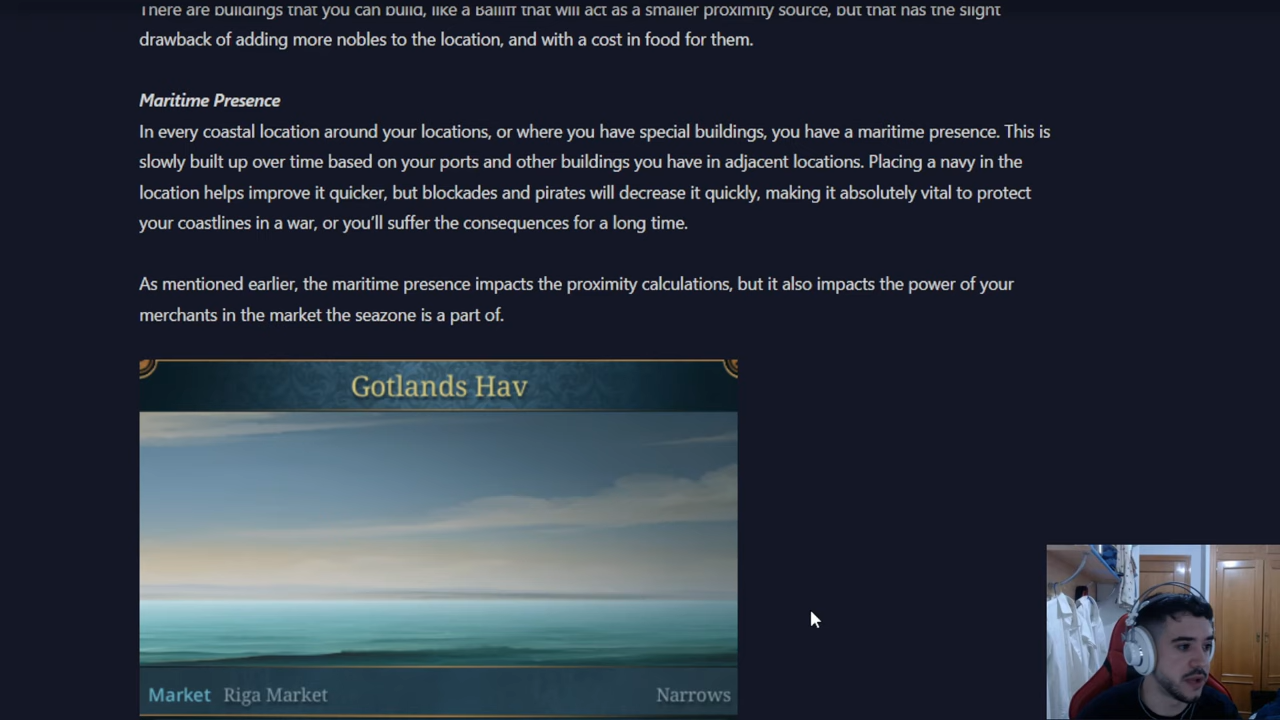 There are buildings that you can build, like a Bailiff that will act as a smaller proximity source, but that has the slight
drawback of adding more nobles to the location, and with a cost in food for them.
Maritime Presence
In every coastal location around your locations, or where you have special buildings, you have a maritime presence. This is
slowly built up over time based on your ports and other buildings you have in adjacent locations. Placing a navy in the
location helps improve it quicker, but blockades and pirates will decrease it quickly, making it absolutely vital to protect
your coastlines in a war, or you’ll suffer the consequences for a long time.
As mentioned earlier, the maritime presence impacts the proximity calculations, but it also impacts the power of your
merchants in the market the seazone is a part of.
Gotlands Hav
Market Riga Market Narrows